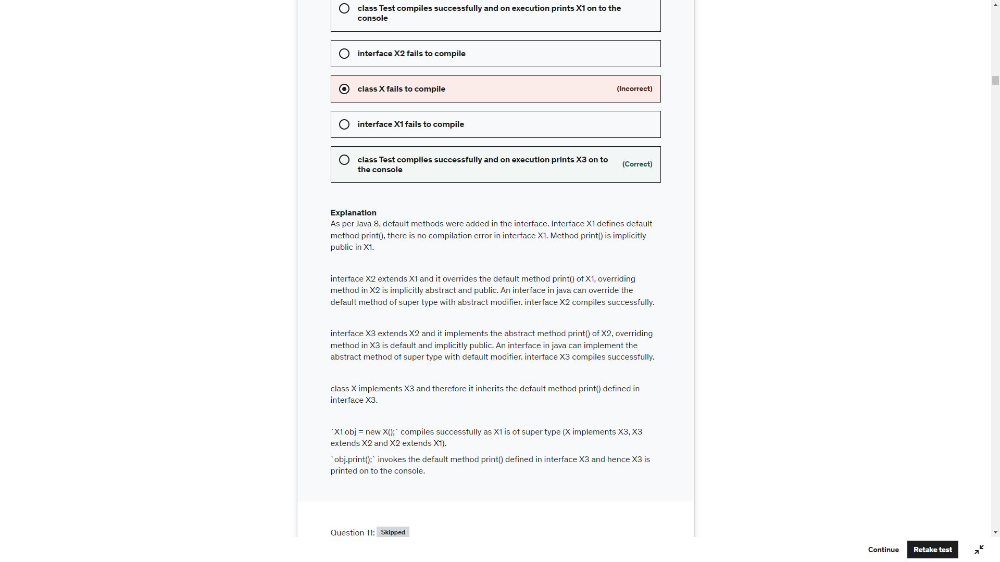 class Test compiles successfully and on execution prints X1 on to the
console
interface X2 fails to compile
class X fails to compile
(Incorrect)
interface X1 fails to compile
class Test compiles successfully and on execution prints X3 on to
the console
(Correct)
Explanation
As per Java 8, default methods were added in the interface. Interface X1 defines default
method print(), there is no compilation error in interface X1. Method print() is implicitly
public in X1.
interface X2 extends X1 and it overrides the default method print() of X1, overriding
method in X2 is implicitly abstract and public. An interface in java can override the
default method of super type with abstract modifier. interface X2 compiles successfully.
interface X3 extends X2 and it implements the abstract method print() of X2, overriding
method in X3 is default and implicitly public. An interface in java can implement the
abstract method of super type with default modifier. interface X3 compiles successfully.
class X implements X3 and therefore it inherits the default method print() defined in
interface X3.
`X1 obj = new X();` compiles successfully as X1 is of super type (X implements X3, X3
extends X2 and X2 extends X1).
`obj.print();` invokes the default method print() defined in interface X3 and hence X3 is
printed on to the console.
Question 11: Skipped
Continue
Retake test